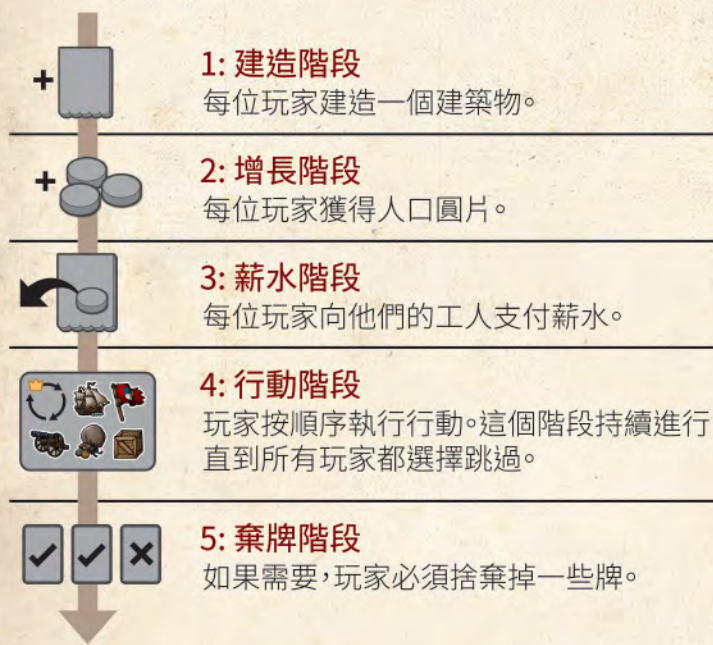 1: 建造階段
每位玩家建造一個建築物。
2: 增長階段
每位玩家獲得人口圓片。
3: 薪水階段
每位玩家向他們的工人支付薪水。
4: 行動階段
玩家按順序執行行動。這個階段持續進行
直到所有玩家都選擇跳過。
5: 棄牌階段
如果需要,玩家必須捨棄掉一些牌。